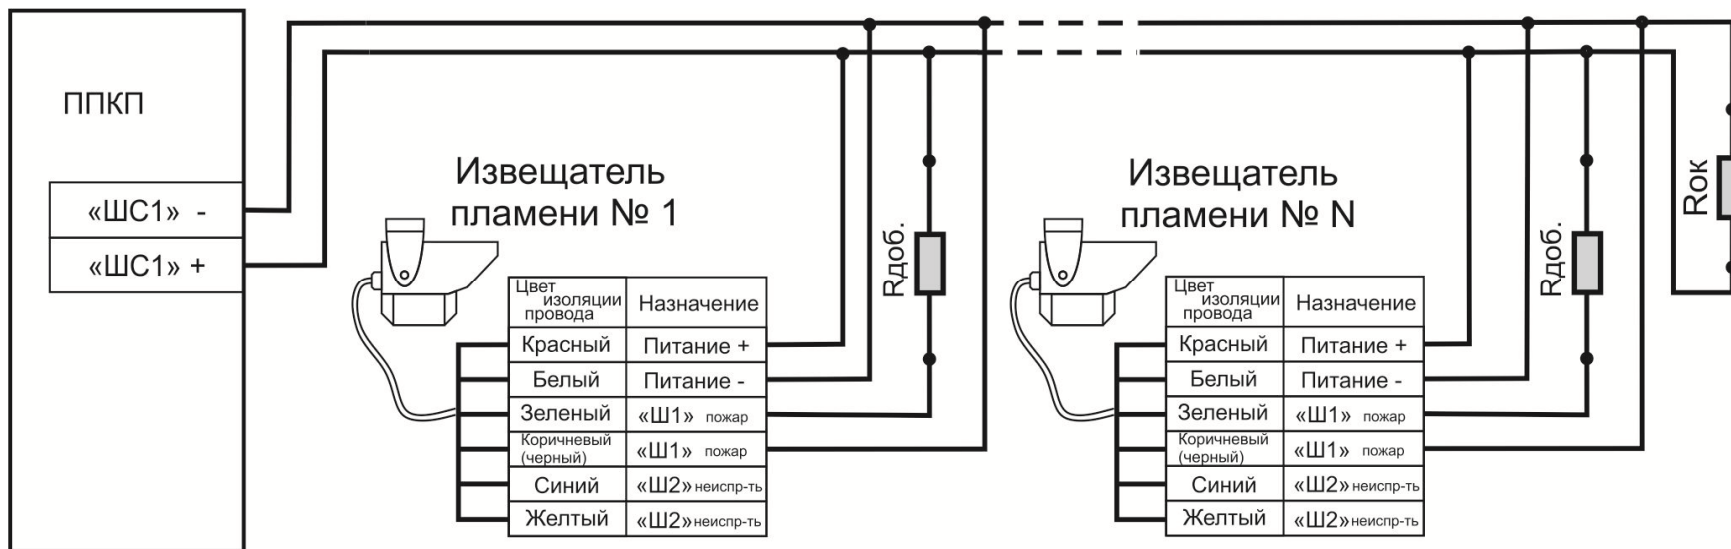 ППКП
«ШС1» -
«ШС1» +
Извещатель
пламени № 1
Цвет
изоляции
провода
Назначение
Красный
Питание +
Белый
Питание -
Зеленый
«Ш1» пожар
Коричневый
(черный)
«Ш1» пожар
Синий
«Ш2» неиспр-ть
Желтый
«Ш2» неиспр-ть
Rдоб.
Извещатель
пламени № N
Цвет
изоляции
провода
Назначение
Красный
Питание +
Белый
Питание -
Зеленый
«Ш1» пожар
Коричневый
(черный)
«Ш1» пожар
Синий
«Ш2» неиспр-ть
Желтый
«Ш2» неиспр-ть
Rдоб.
Rок